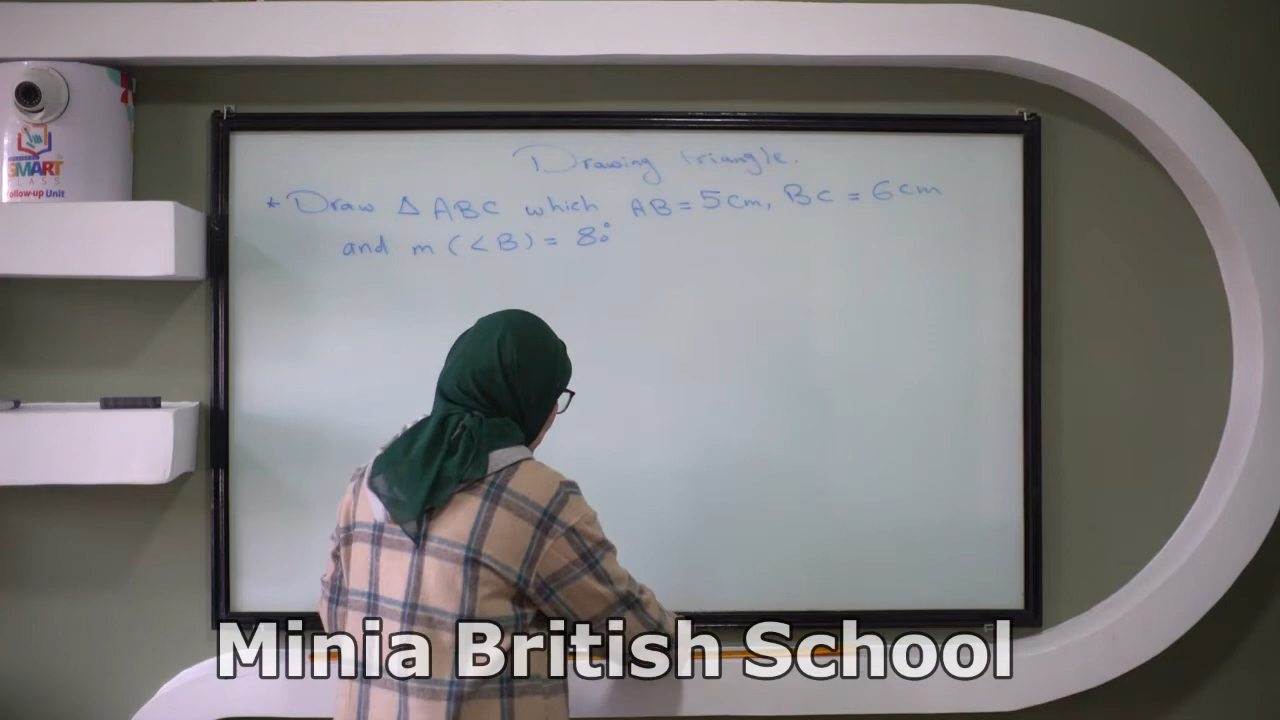 Drawing triangle.
* Draw Δ ABC which AB = 5cm, BC = 6cm
and m (<B) = 80°
SMART
CLASS
Follow-up Unit
Minia British School